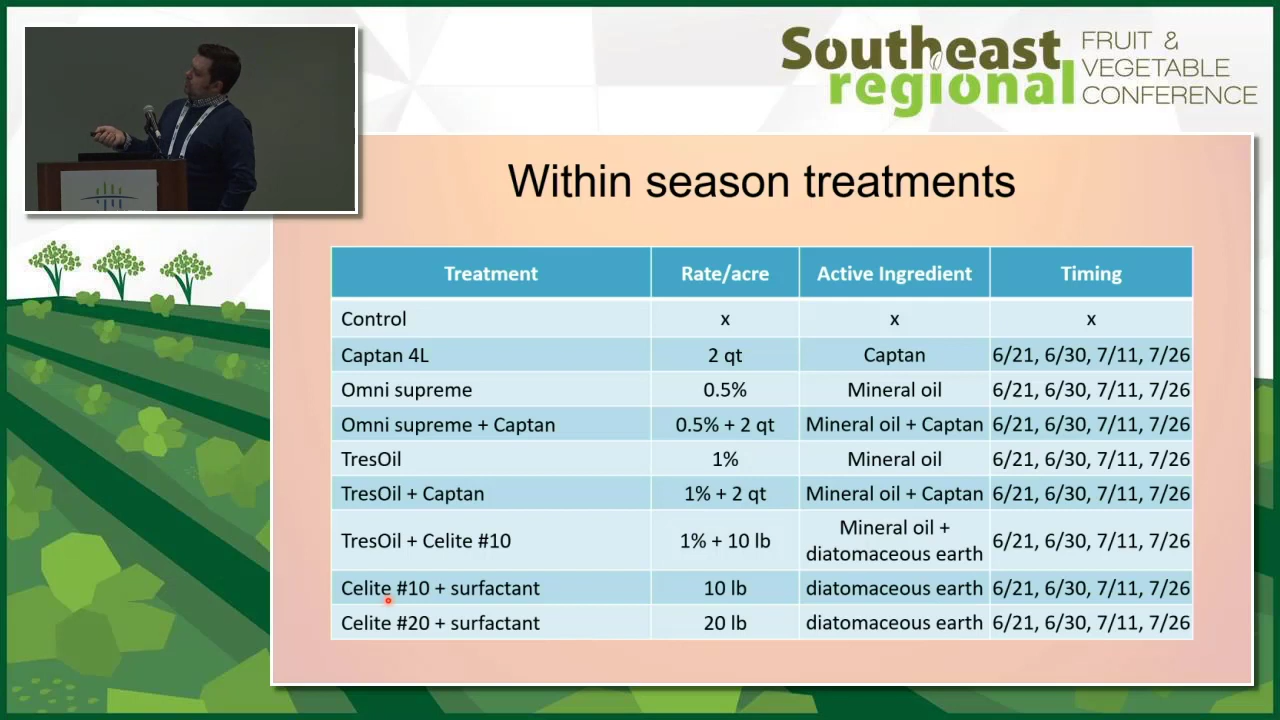 Southeast
regional
FRUIT &
VEGETABLE
CONFERENCE
Within season treatments
Treatment Rate/acre Active Ingredient Timing
Control x x x
Captan 4L 2 qt Captan 6/21, 6/30, 7/11, 7/26
Omni supreme 0.5% Mineral oil 6/21, 6/30, 7/11, 7/26
Omni supreme + Captan 0.5% + 2 qt Mineral oil + Captan 6/21, 6/30, 7/11, 7/26
TresOil 1% Mineral oil 6/21, 6/30, 7/11, 7/26
TresOil + Captan 1% + 2 qt Mineral oil + Captan 6/21, 6/30, 7/11, 7/26
TresOil + Celite #10 1% + 10 lb Mineral oil +
diatomaceous earth 6/21, 6/30, 7/11, 7/26
Celite #10 + surfactant 10 lb diatomaceous earth 6/21, 6/30, 7/11, 7/26
Celite #20 + surfactant 20 lb diatomaceous earth 6/21, 6/30, 7/11, 7/26